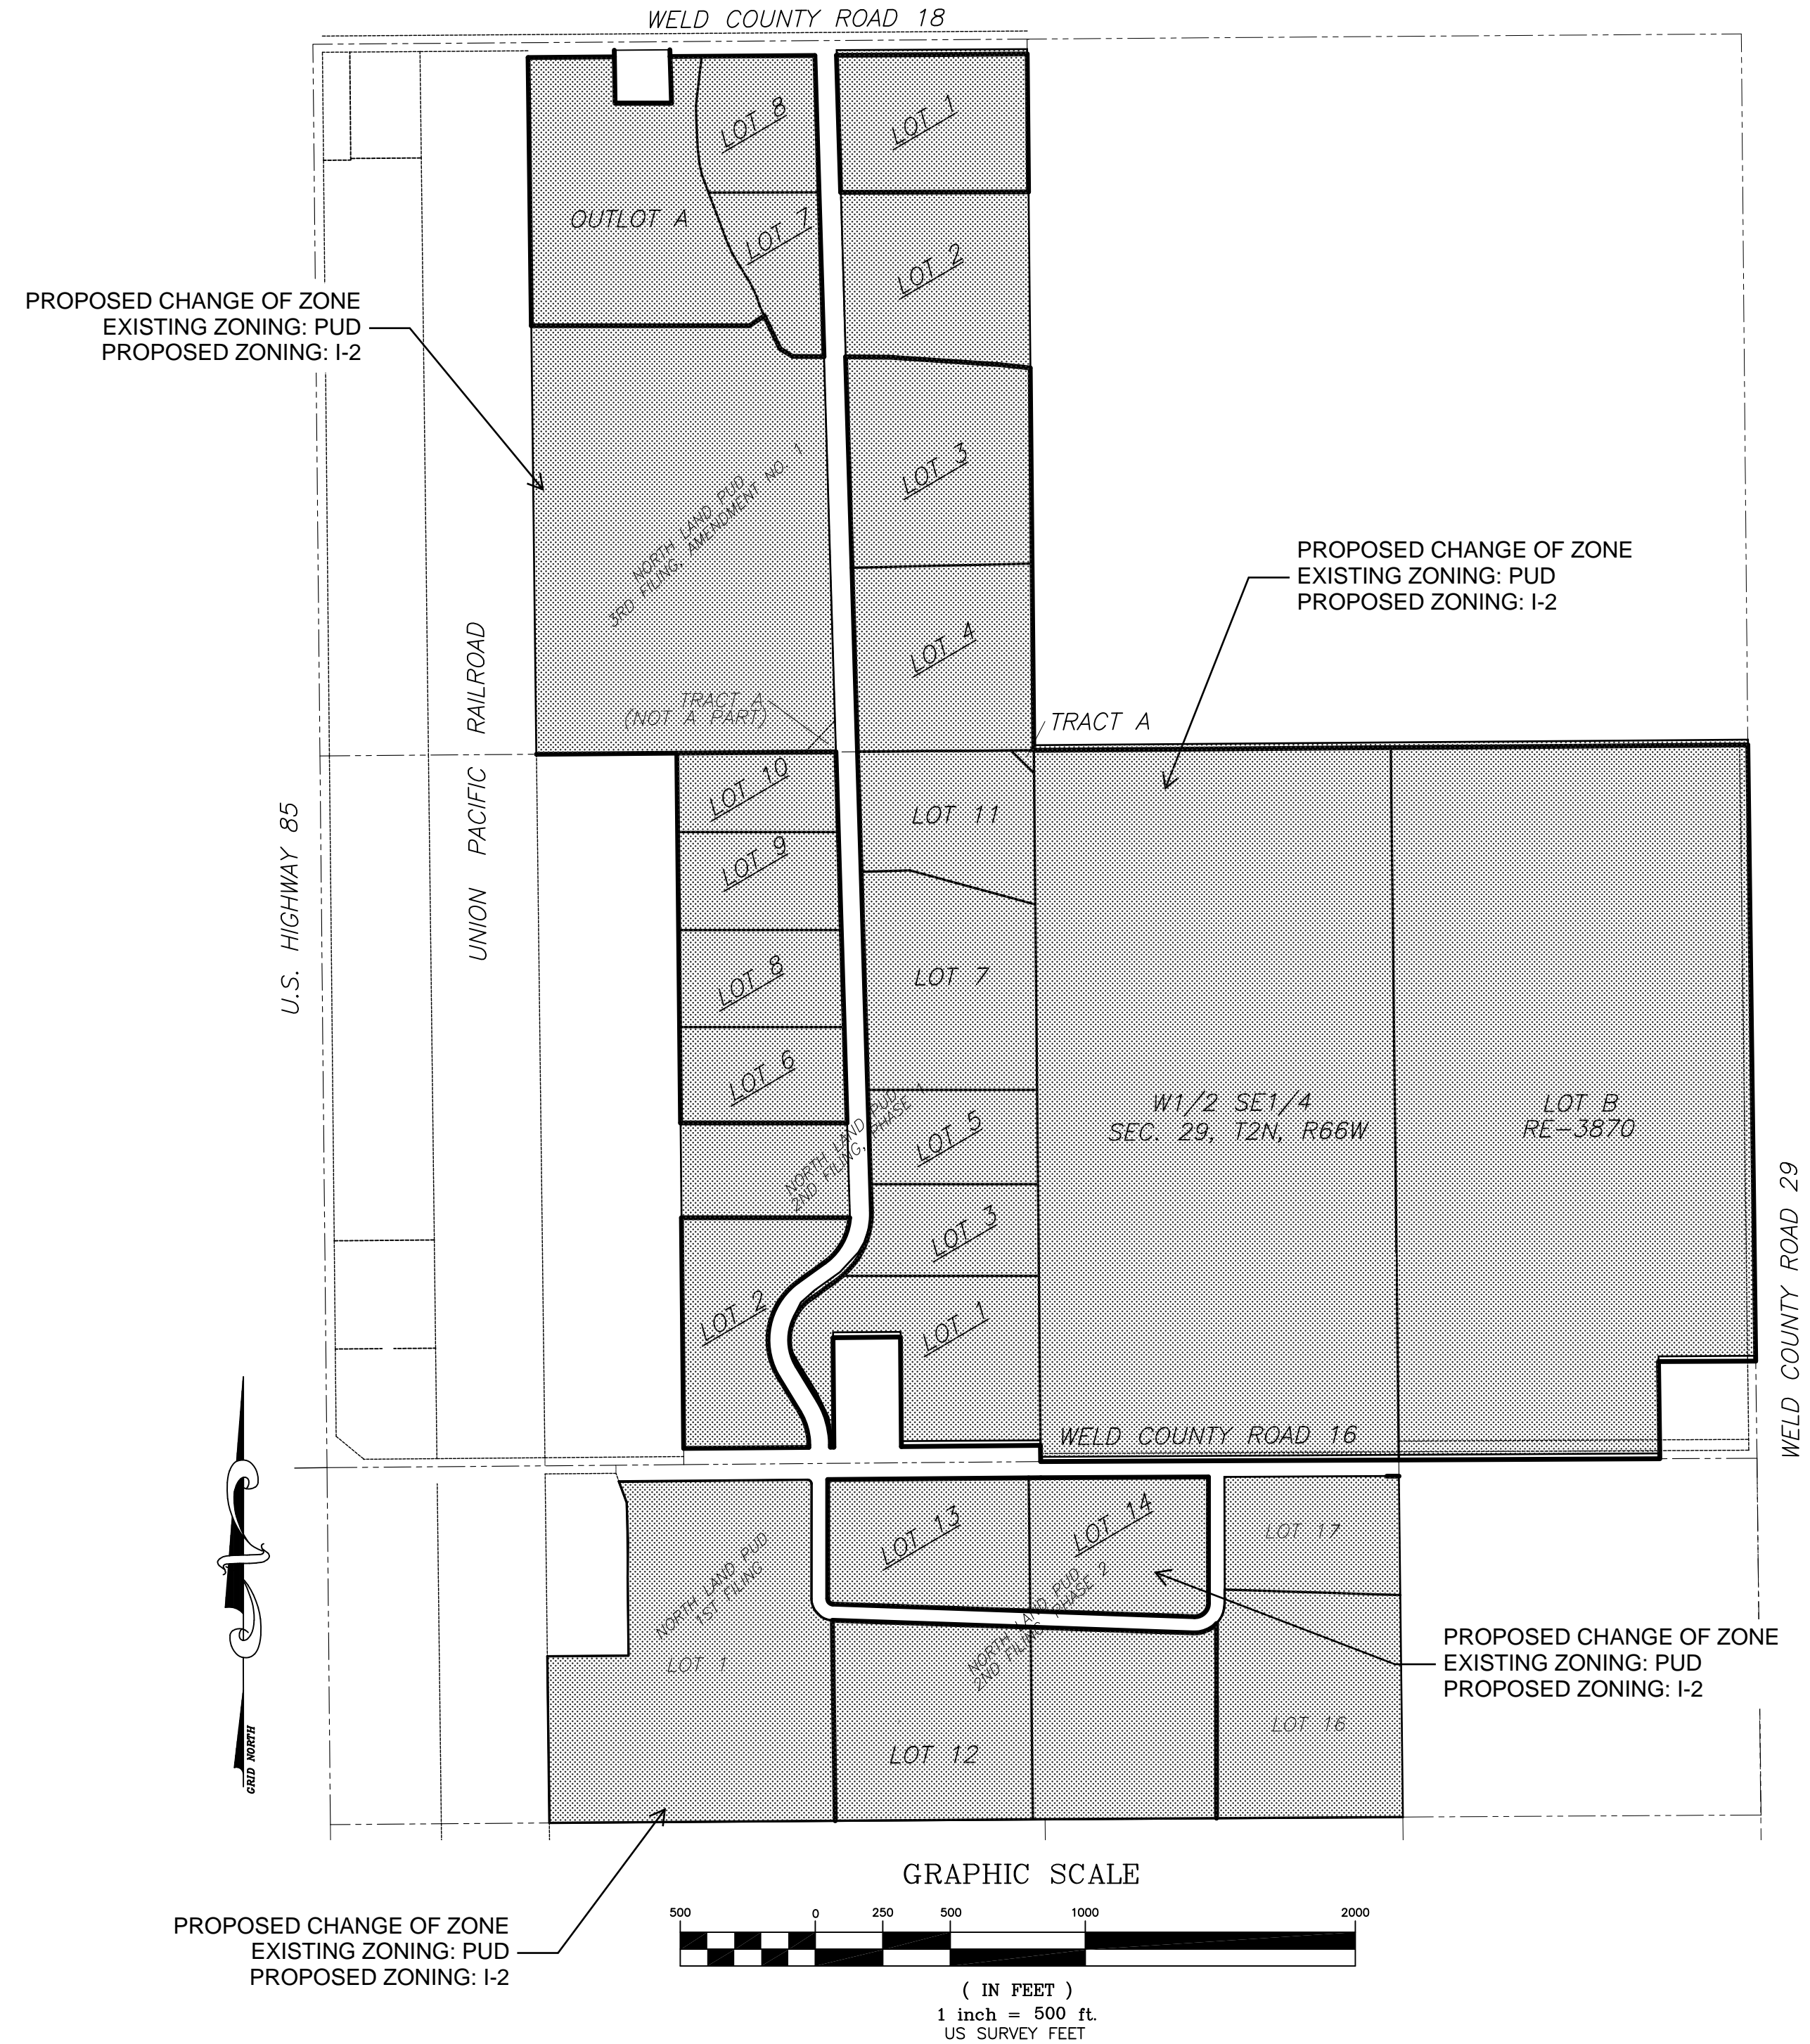 WELD COUNTY ROAD 18
LOT 8
LOT 1
OUTLOT A
LOT 7
LOT 2
PROPOSED CHANGE OF ZONE
EXISTING ZONING: PUD
PROPOSED ZONING: I-2
LOT 3
NORTH LAND PUD
3RD FILING, AMENDMENT NO. 1
PROPOSED CHANGE OF ZONE
EXISTING ZONING: PUD
PROPOSED ZONING: I-2
LOT 4
UNION PACIFIC RAILROAD
TRACT A
(NOT A PART)
TRACT A
U.S. HIGHWAY 85
LOT 10
LOT 11
LOT 9
LOT 8
LOT 7
LOT 6
NORTH LAND PUD
2ND FILING, PHASE 1
LOT 5
W1/2 SE1/4
SEC. 29, T2N, R66W
LOT B
RE-3870
LOT 3
LOT 2
LOT 1
WELD COUNTY ROAD 29
WELD COUNTY ROAD 16
LOT 13
LOT 14
LOT 17
NORTH LAND PUD
1ST FILING
LOT 1
NORTH LAND PUD
2ND FILING, PHASE 2
PROPOSED CHANGE OF ZONE
EXISTING ZONING: PUD
PROPOSED ZONING: I-2
LOT 12
LOT 16
GRID NORTH
PROPOSED CHANGE OF ZONE
EXISTING ZONING: PUD
PROPOSED ZONING: I-2
GRAPHIC SCALE
500 0 250 500 1000 2000
( IN FEET )
1 inch = 500 ft.
US SURVEY FEET